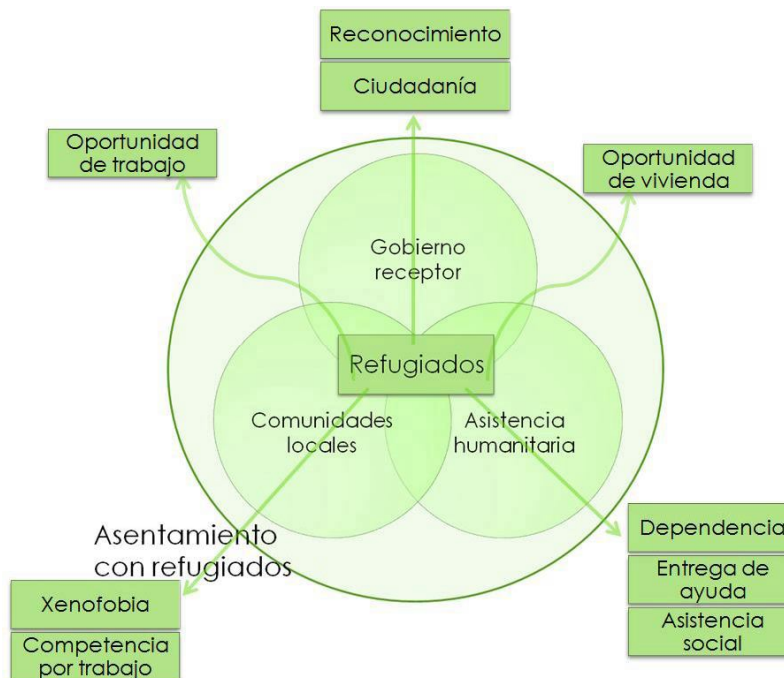 Reconocimiento
Ciudadanía
Oportunidad
de trabajo
Oportunidad
de vivienda
Gobierno
receptor
Refugiados
Comunidades
locales
Asistencia
humanitaria
Asentamiento
con refugiados
Dependencia
Entrega de
ayuda
Asistencia
social
Xenofobia
Competencia
por trabajo